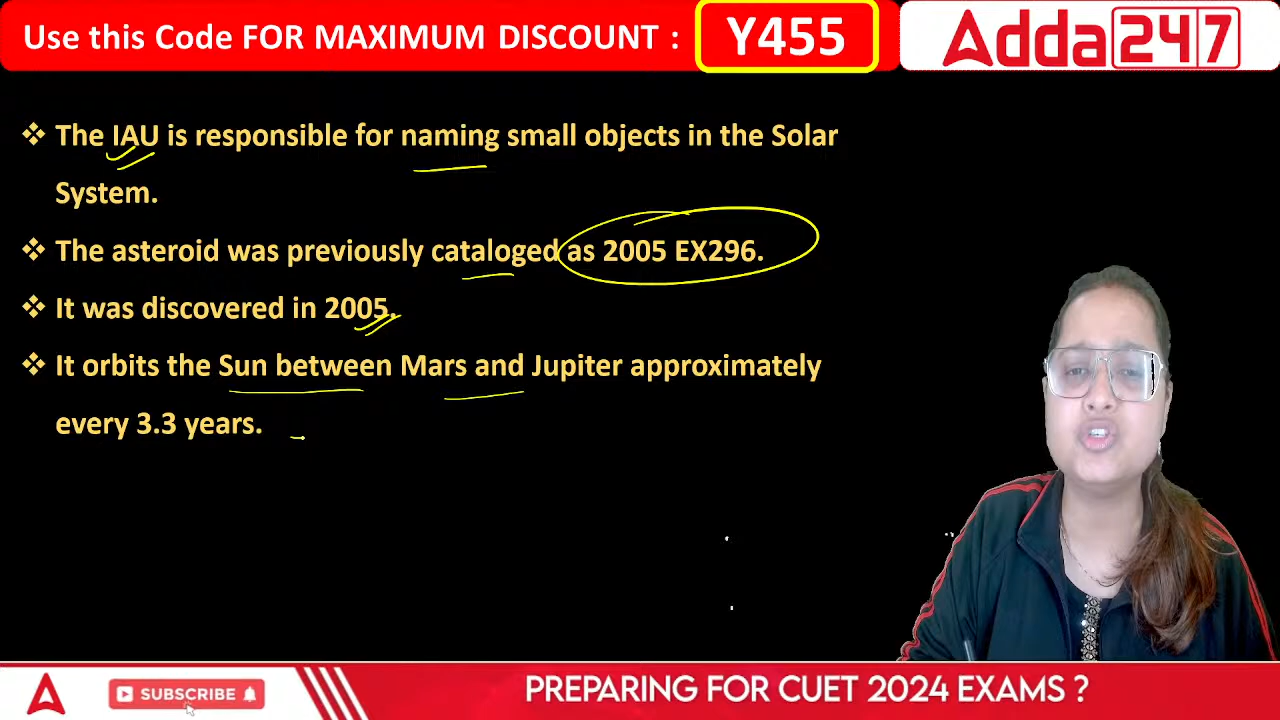 Use this Code FOR MAXIMUM DISCOUNT : Y455 Adda247
❖ The IAU is responsible for naming small objects in the Solar
System.
❖ The asteroid was previously cataloged as 2005 EX296.
❖ It was discovered in 2005.
❖ It orbits the Sun between Mars and Jupiter approximately
every 3.3 years.
SUBSCRIBE PREPARING FOR CUET 2024 EXAMS ?